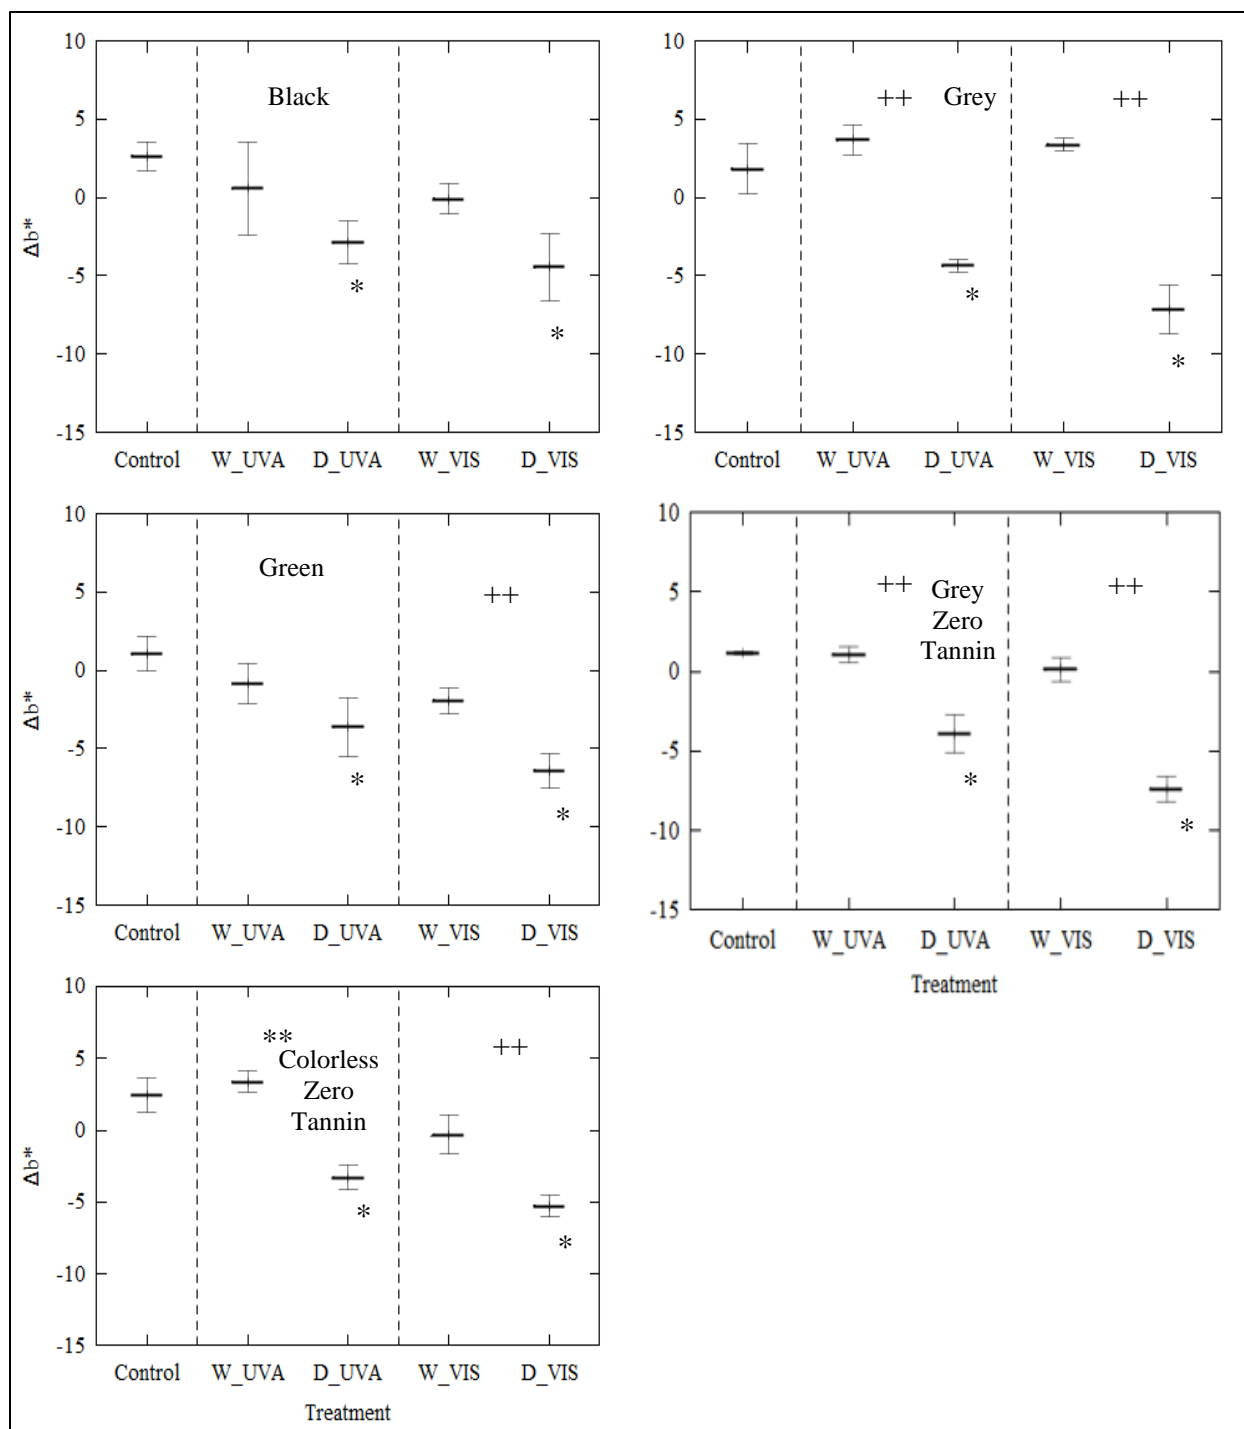 10
5
0
-5
-10
-15
Δb*
Black
*
*
Control W_UVA D_UVA W_VIS D_VIS
10
5
0
-5
-10
-15
++ Grey ++
*
*
Control W_UVA D_UVA W_VIS D_VIS
10
5
0
-5
-10
-15
Δb*
Green
++
*
*
Control W_UVA D_UVA W_VIS D_VIS
10
5
0
-5
-10
-15
++ Grey ++
Zero
Tannin
*
*
Control W_UVA D_UVA W_VIS D_VIS
Treatment
10
5
0
-5
-10
-15
Δb*
**
++
Colorless
Zero
Tannin
*
*
Control W_UVA D_UVA W_VIS D_VIS
Treatment